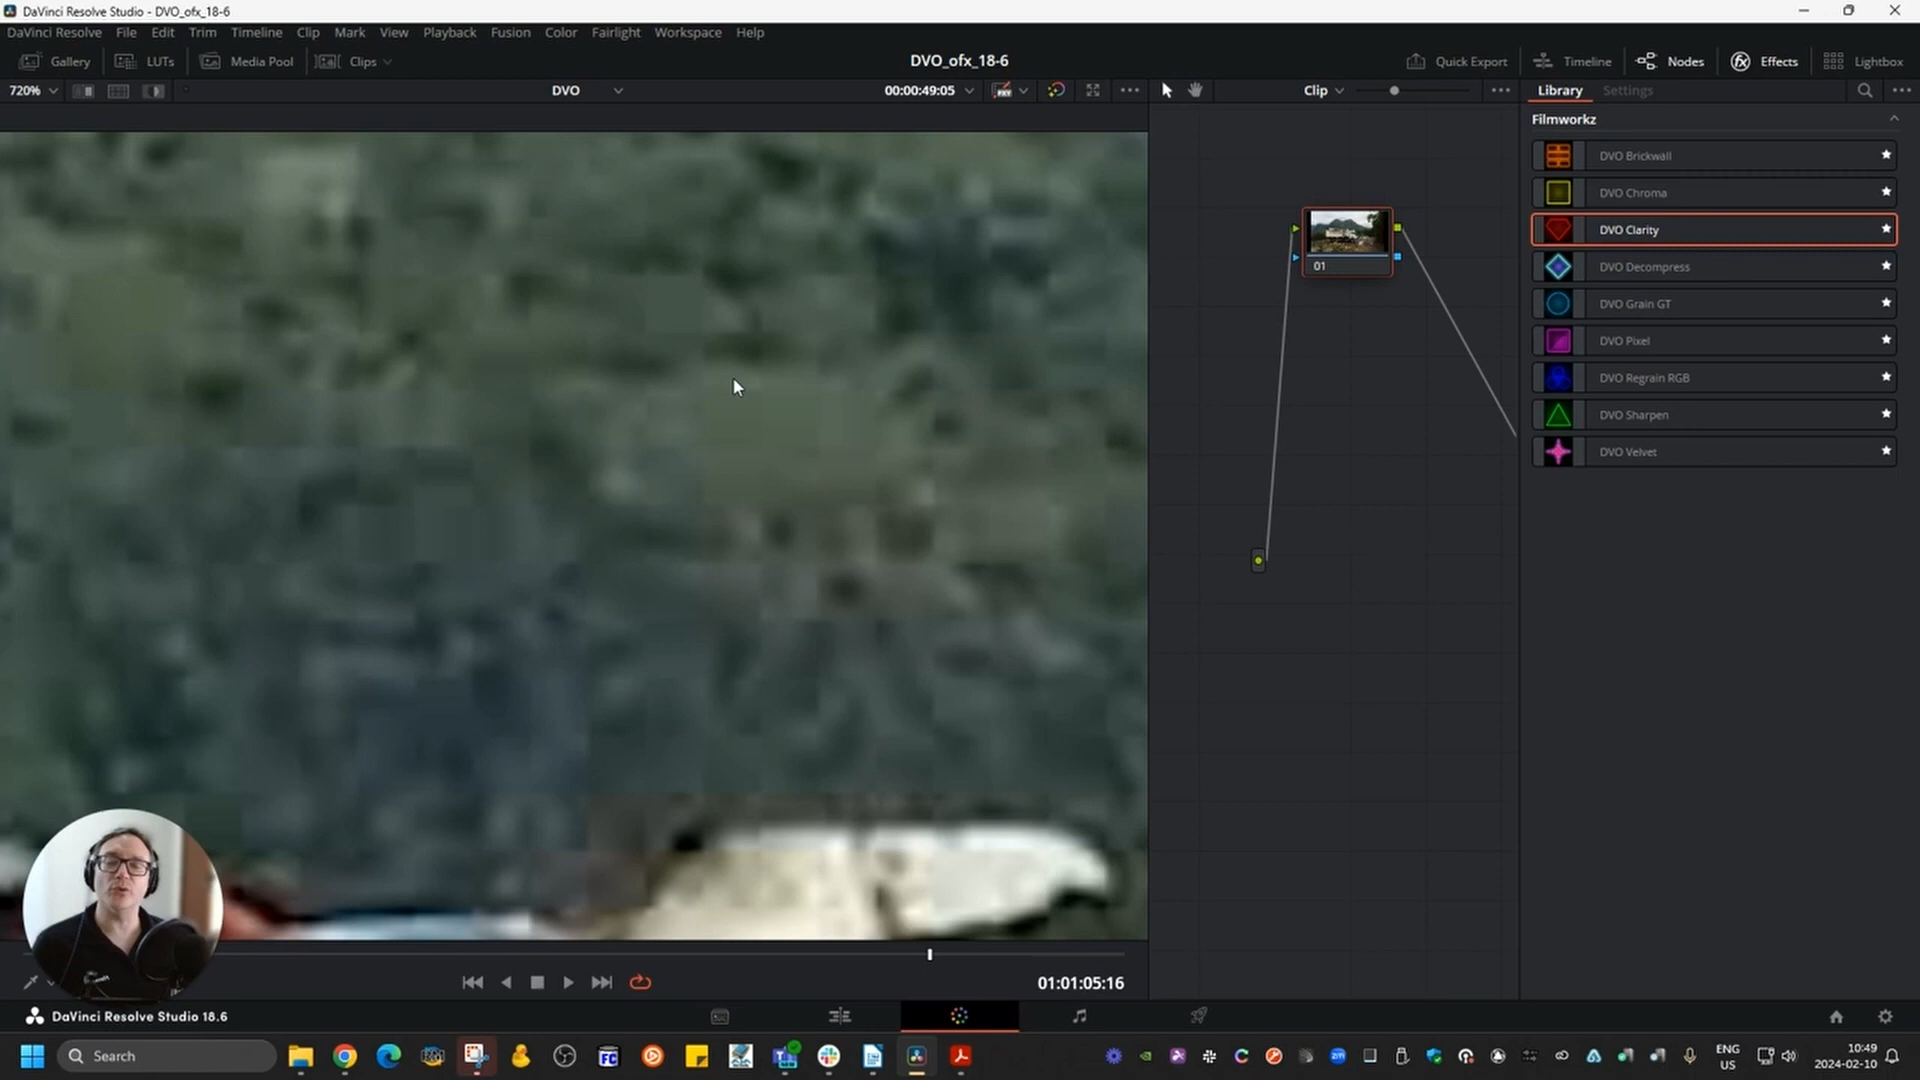 DaVinci Resolve Studio - DVO_ofx_18-6
DaVinci Resolve File Edit Trim Timeline Clip Mark View Playback Fusion Color Fairlight Workspace Help
Gallery LUTs Media Pool Clips DVO_ofx_18-6 Quick Export Timeline Nodes Effects Lightbox
720% DVO 00:00:49:05 Clip Library Settings
Filmworkz
DVO Brickwall
DVO Chroma
DVO Clarity
DVO Decompress
DVO Grain GT
DVO Pixel
DVO Regrain RGB
DVO Sharpen
DVO Velvet
01
01:01:05:16
DaVinci Resolve Studio 18.6
Search
ENG
US
10:49
2024-02-10